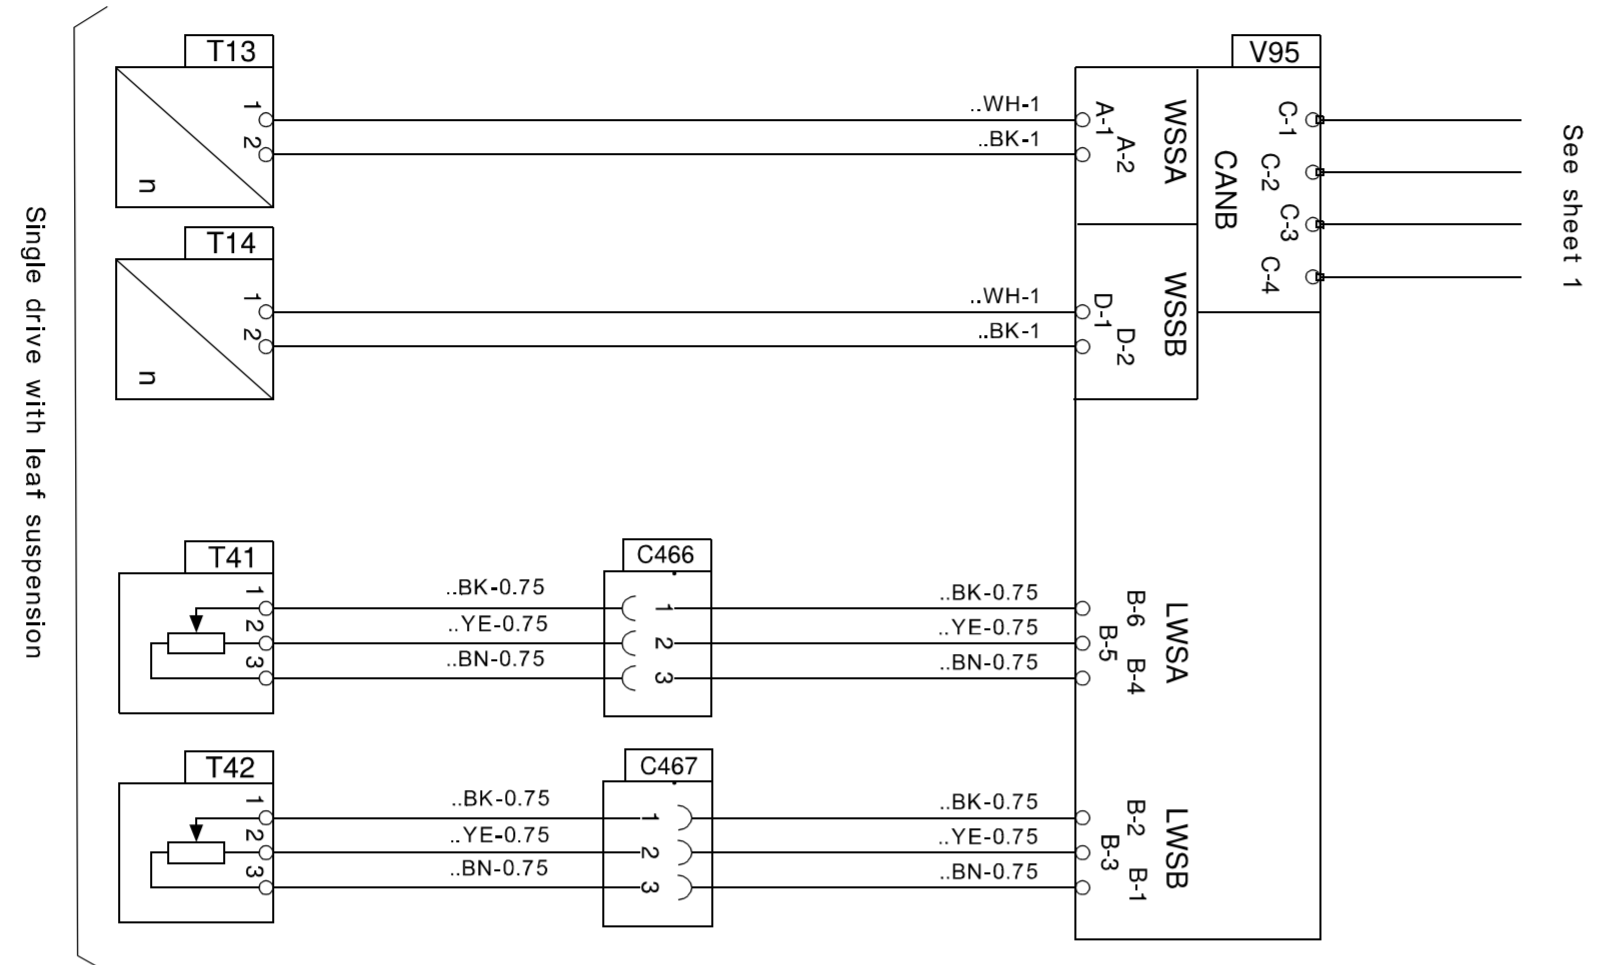 T13
V95
1
2
n
..WH-1
..BK-1
A-1
A-2
WSSA
CANB
C-1
C-2
C-3
C-4
See sheet 1
T14
1
2
n
..WH-1
..BK-1
D-1
D-2
WSSB
Single drive with leaf suspension
T41
1
2
3
..BK-0.75
..YE-0.75
..BN-0.75
C466
1
2
3
..BK-0.75
..YE-0.75
..BN-0.75
B-6
B-5
B-4
LWSA
T42
1
2
3
..BK-0.75
..YE-0.75
..BN-0.75
C467
1
2
3
..BK-0.75
..YE-0.75
..BN-0.75
B-2
B-3
B-1
LWSB